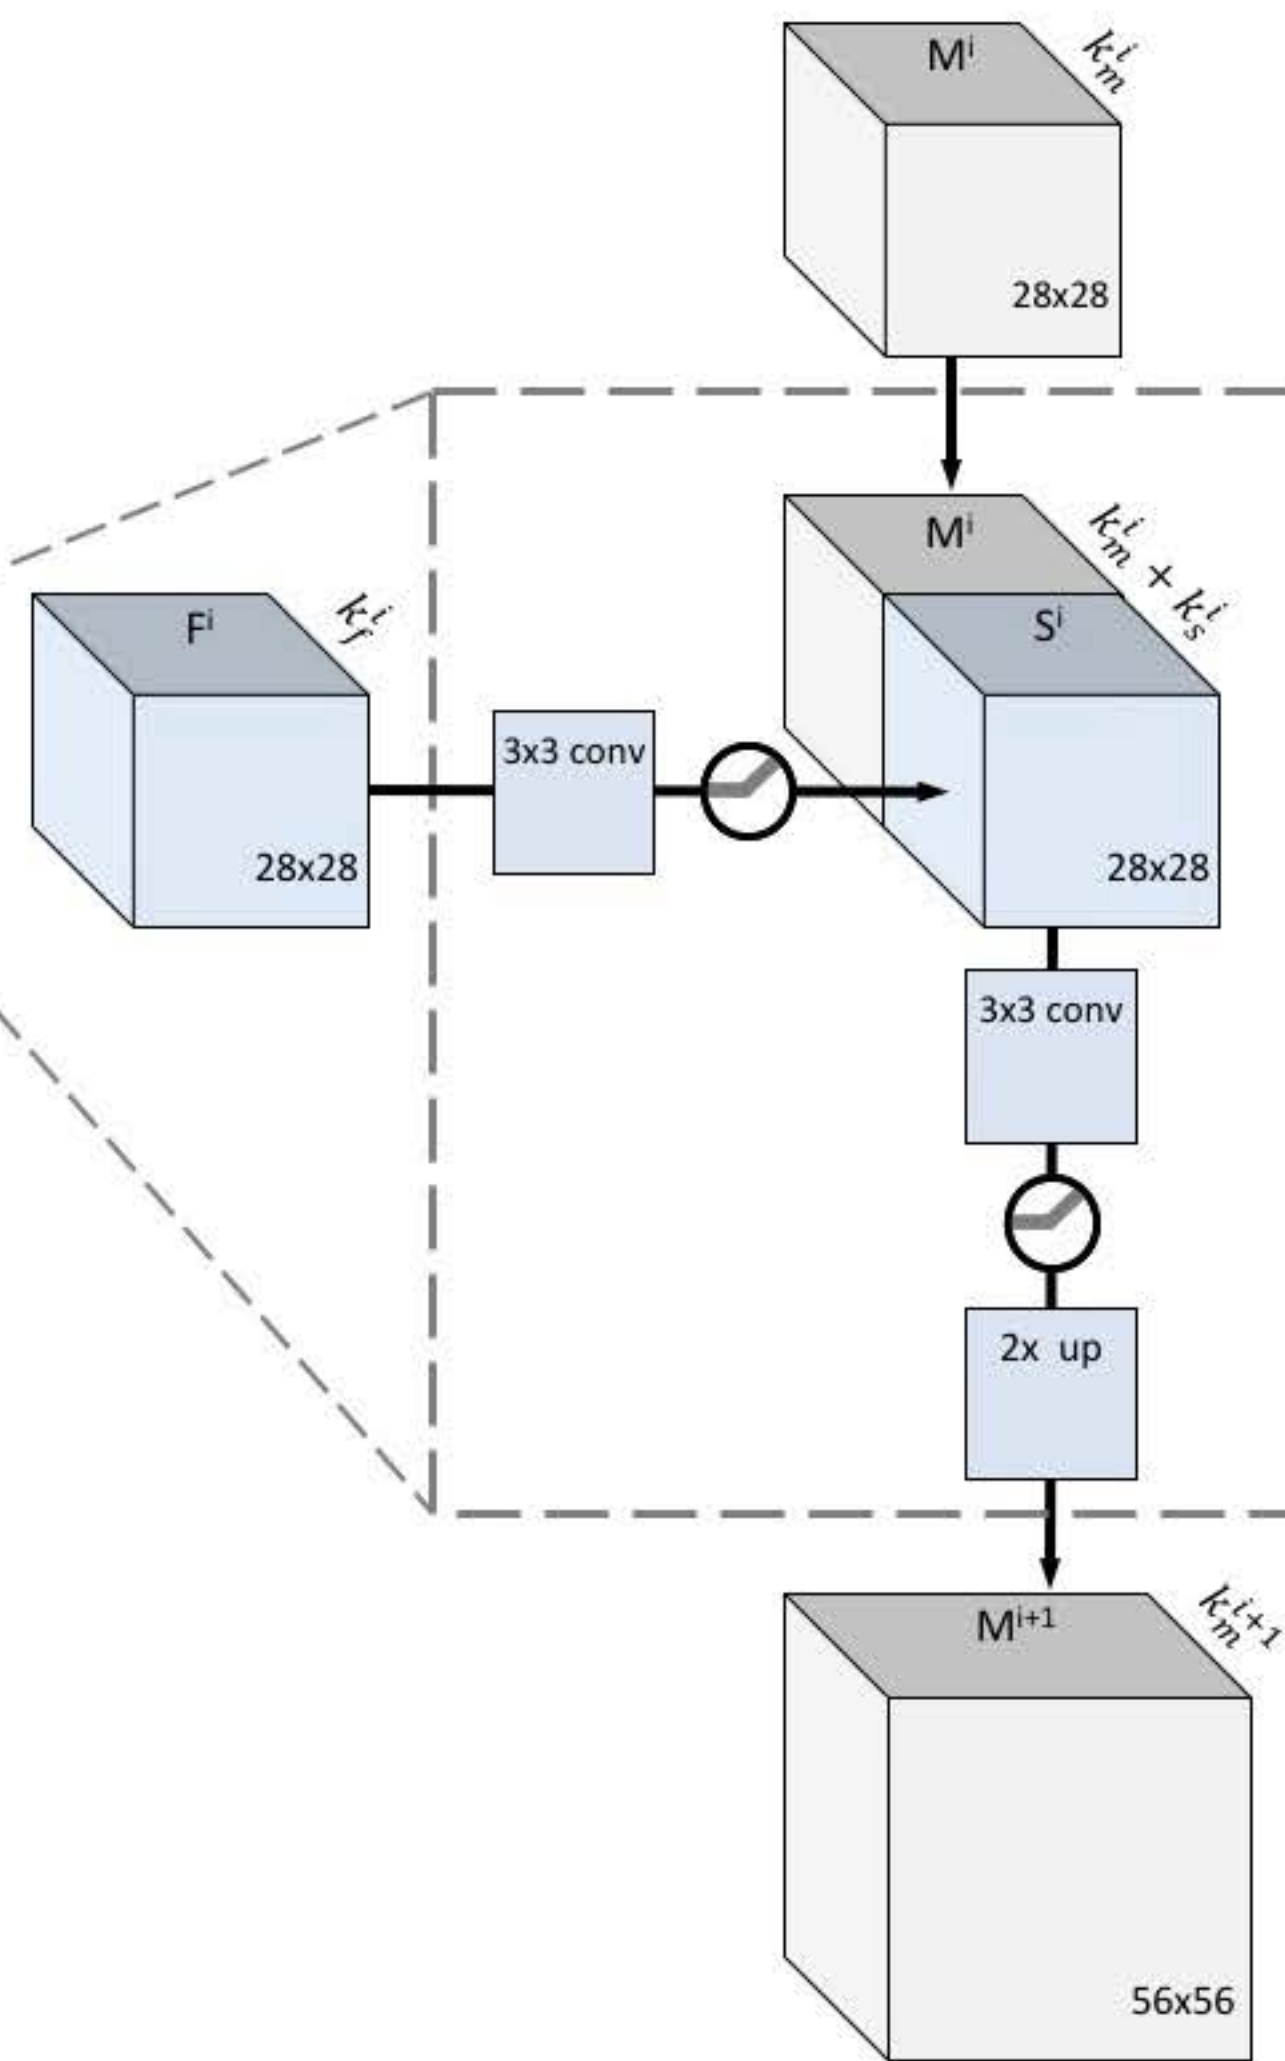 Mⁱ
kₘⁱ
28x28
Mⁱ
kₘⁱ + kₛⁱ
Fⁱ
k_fⁱ
Sⁱ
3x3 conv
28x28
28x28
3x3 conv
2x up
Mⁱ⁺¹
kₘⁱ⁺¹
56x56